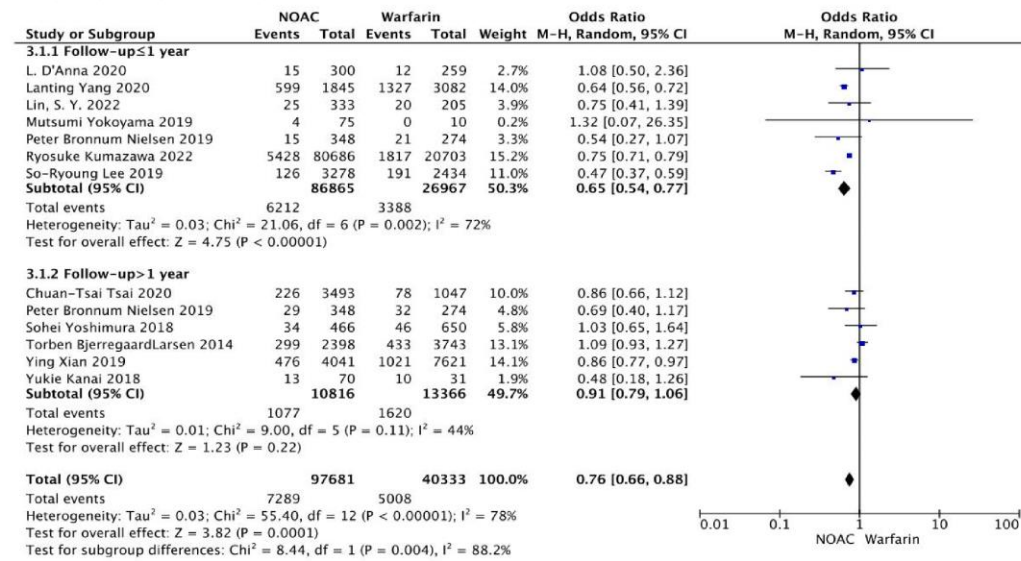 NOAC Warfarin Odds Ratio Odds Ratio
Study or Subgroup Events Total Events Total Weight M-H, Random, 95% CI M-H, Random, 95% CI
3.1.1 Follow-up≤1 year
L. D'Anna 2020 15 300 12 259 2.7% 1.08 [0.50, 2.36]
Lanting Yang 2020 599 1845 1327 3082 14.0% 0.64 [0.56, 0.72]
Lin, S. Y. 2022 25 333 20 205 3.9% 0.75 [0.41, 1.39]
Mutsumi Yokoyama 2019 4 75 0 10 0.2% 1.32 [0.07, 26.35]
Peter Bronnum Nielsen 2019 15 348 21 274 3.3% 0.54 [0.27, 1.07]
Ryosuke Kumazawa 2022 5428 80686 1817 20703 15.2% 0.75 [0.71, 0.79]
So-Ryoung Lee 2019 126 3278 191 2434 11.0% 0.47 [0.37, 0.59]
Subtotal (95% CI) 86865 26967 50.3% 0.65 [0.54, 0.77]
Total events 6212 3388
Heterogeneity: Tau² = 0.03; Chi² = 21.06, df = 6 (P = 0.002); I² = 72%
Test for overall effect: Z = 4.75 (P < 0.00001)
3.1.2 Follow-up>1 year
Chuan-Tsai Tsai 2020 226 3493 78 1047 10.0% 0.86 [0.66, 1.12]
Peter Bronnum Nielsen 2019 29 348 32 274 4.8% 0.69 [0.40, 1.17]
Sohei Yoshimura 2018 34 466 46 650 5.8% 1.03 [0.65, 1.64]
Torben BjerregaardLarsen 2014 299 2398 433 3743 13.1% 1.09 [0.93, 1.27]
Ying Xian 2019 476 4041 1021 7621 14.1% 0.86 [0.77, 0.97]
Yukie Kanai 2018 13 70 10 31 1.9% 0.48 [0.18, 1.26]
Subtotal (95% CI) 10816 13366 49.7% 0.91 [0.79, 1.06]
Total events 1077 1620
Heterogeneity: Tau² = 0.01; Chi² = 9.00, df = 5 (P = 0.11); I² = 44%
Test for overall effect: Z = 1.23 (P = 0.22)
Total (95% CI) 97681 40333 100.0% 0.76 [0.66, 0.88]
Total events 7289 5008
Heterogeneity: Tau² = 0.03; Chi² = 55.40, df = 12 (P < 0.00001); I² = 78%
Test for overall effect: Z = 3.82 (P = 0.0001)
Test for subgroup differences: Chi² = 8.44, df = 1 (P = 0.004), I² = 88.2%
0.01 0.1 1 10 100
NOAC Warfarin